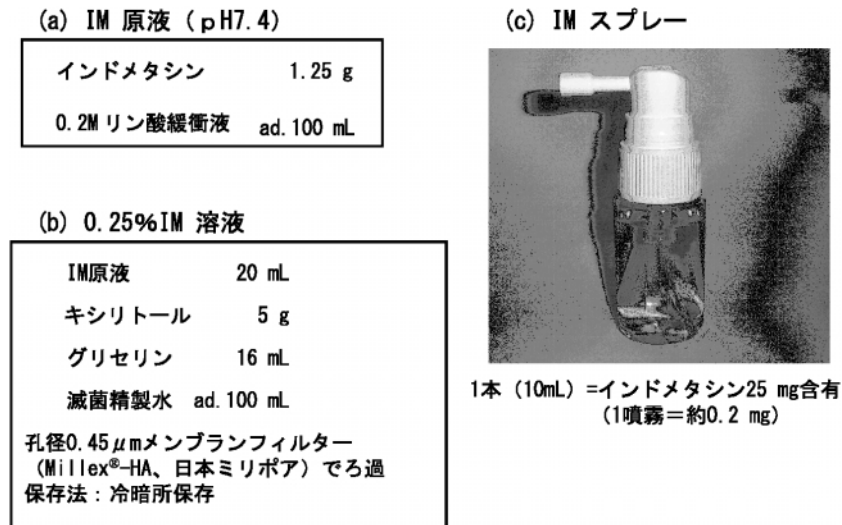 (a) IM 原液（pH7.4）
インドメタシン 1.25 g
0.2M リン酸緩衝液 ad.100 mL
(b) 0.25%IM 溶液
IM原液 20 mL
キシリトール 5 g
グリセリン 16 mL
滅菌精製水 ad.100 mL
孔径0.45μmメンブランフィルター
（Millex®-HA、日本ミリポア）でろ過
保存法：冷暗所保存
(c) IM スプレー
1本（10mL）=インドメタシン25 mg含有
（1噴霧＝約0.2 mg）